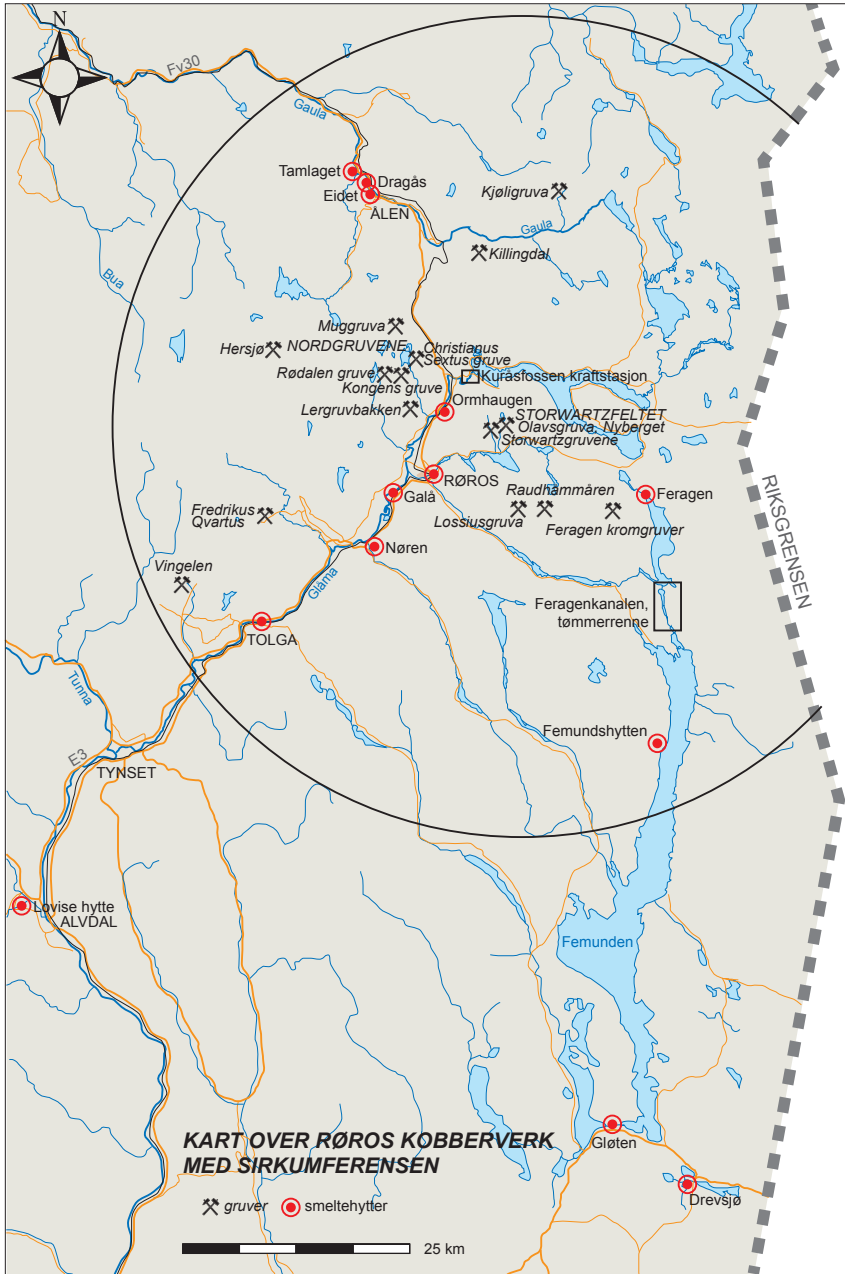 N
Fv30
Gaula
Tamlaget
Dragås
Eidet
ÅLEN
Kjøligruva
Gaula
Killingdal
Bua
Muggruva
Hersjø
NORDGRUVENE
Christianus
Sextus gruve
Rødalen gruve
Kongens gruve
Kuråsfossen kraftstasjon
Lergruvbakken
Ormhaugen
STORWARTZFELTET
Olavsgruva, Nyberget
Storwartzgruvene
RØROS
Galå
Raudhammåren
Feragen
Lossiusgruva
Feragen kromgruver
Fredrikus
Qvartus
Nøren
RIKSGRENSEN
Vingelen
Glåma
Feragenkanalen,
tømmerrenne
TOLGA
Tunna
Femundshytten
E3
TYNSET
Lovise hytte
ALVDAL
Femunden
KART OVER RØROS KOBBERVERK
MED SIRKUMFERENSEN
Gløten
Drevsjø
gruver
smeltehytter
25 km